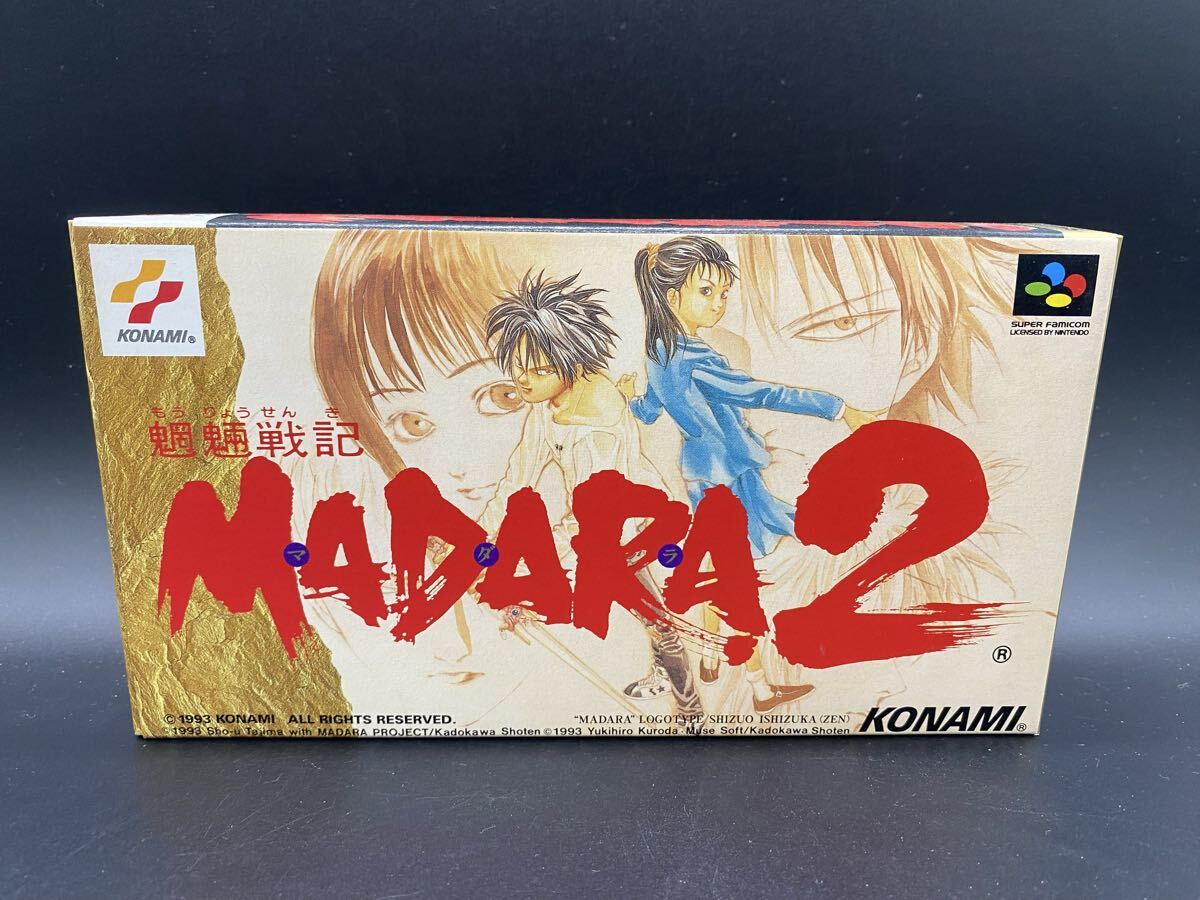 KONAMI®
SUPER FAMICOM
LICENSED BY NINTENDO
もうりょうせんき
魍魎戦記
MADARA2
マ ダ ラ
®
© 1993 KONAMI ALL RIGHTS RESERVED.
"MADARA" LOGOTYPE/SHIZUO ISHIZUKA (ZEN)
© 1993 Sho-u Tajima with MADARA PROJECT/Kadokawa Shoten © 1993 Yukihiro Kuroda·Muse Soft/Kadokawa Shoten
KONAMI®